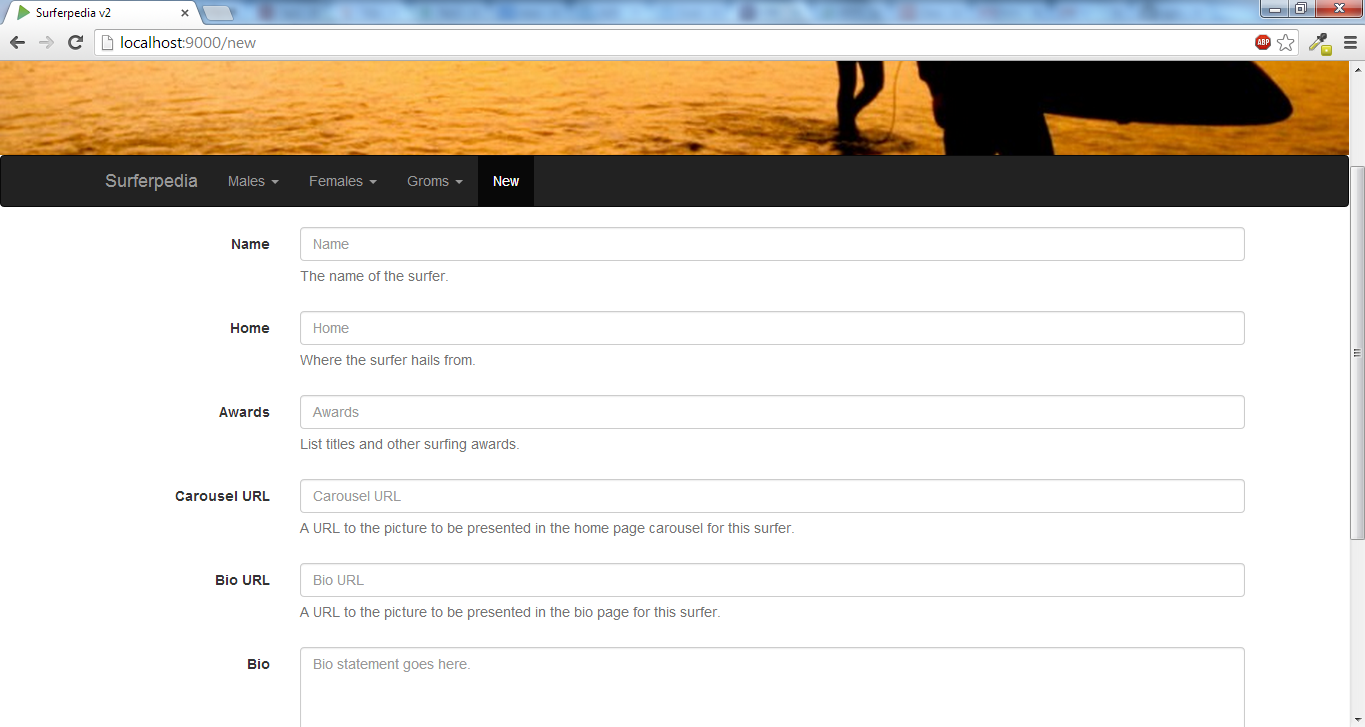 Surferpedia v2
localhost:9000/new
ABP
Surferpedia Males Females Groms New
Name Name
The name of the surfer.
Home Home
Where the surfer hails from.
Awards Awards
List titles and other surfing awards.
Carousel URL Carousel URL
A URL to the picture to be presented in the home page carousel for this surfer.
Bio URL Bio URL
A URL to the picture to be presented in the bio page for this surfer.
Bio Bio statement goes here.